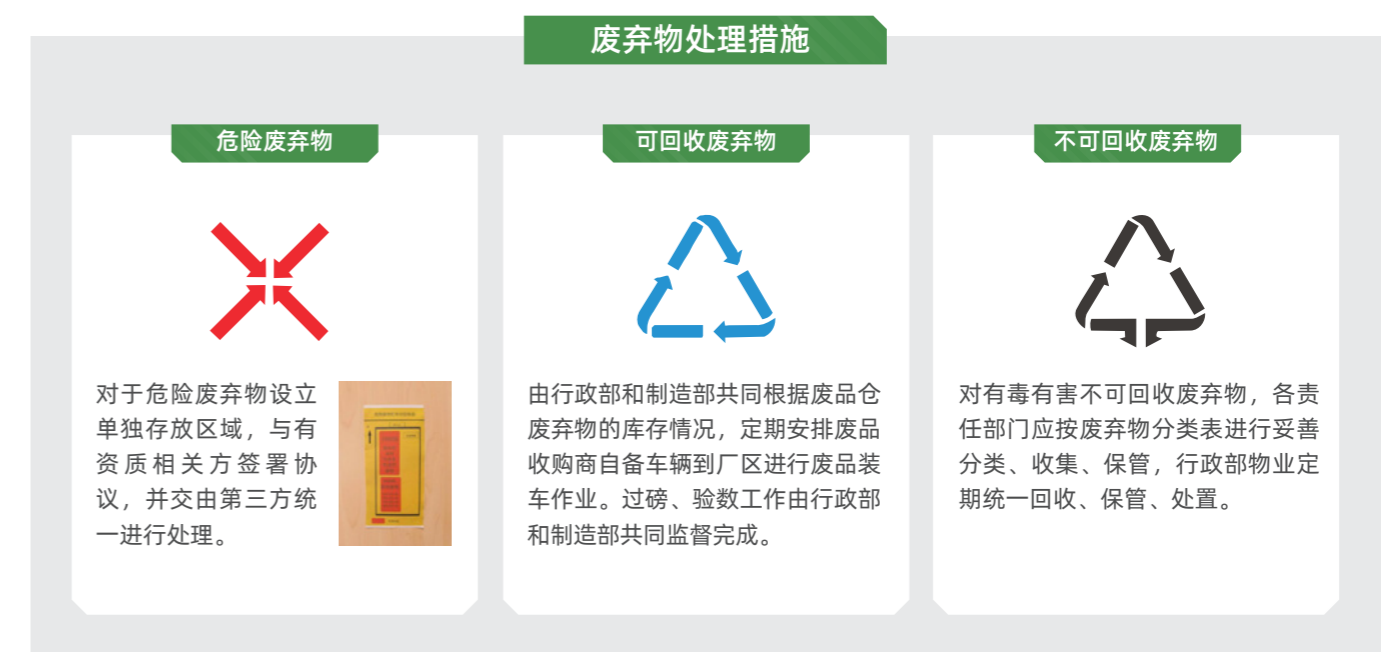 废弃物处理措施
危险废弃物
对于危险废弃物设立
单独存放区域，与有
资质相关方签署协
议，并交由第三方统
一进行处理。
可回收废弃物
由行政部和制造部共同根据废品仓
废弃物的库存情况，定期安排废品
收购商自备车辆到厂区进行废品装
车作业。过磅、验数工作由行政部
和制造部共同监督完成。
不可回收废弃物
对有毒有害不可回收废弃物，各责
任部门应按废弃物分类表进行妥善
分类、收集、保管，行政部物业定
期统一回收、保管、处置。